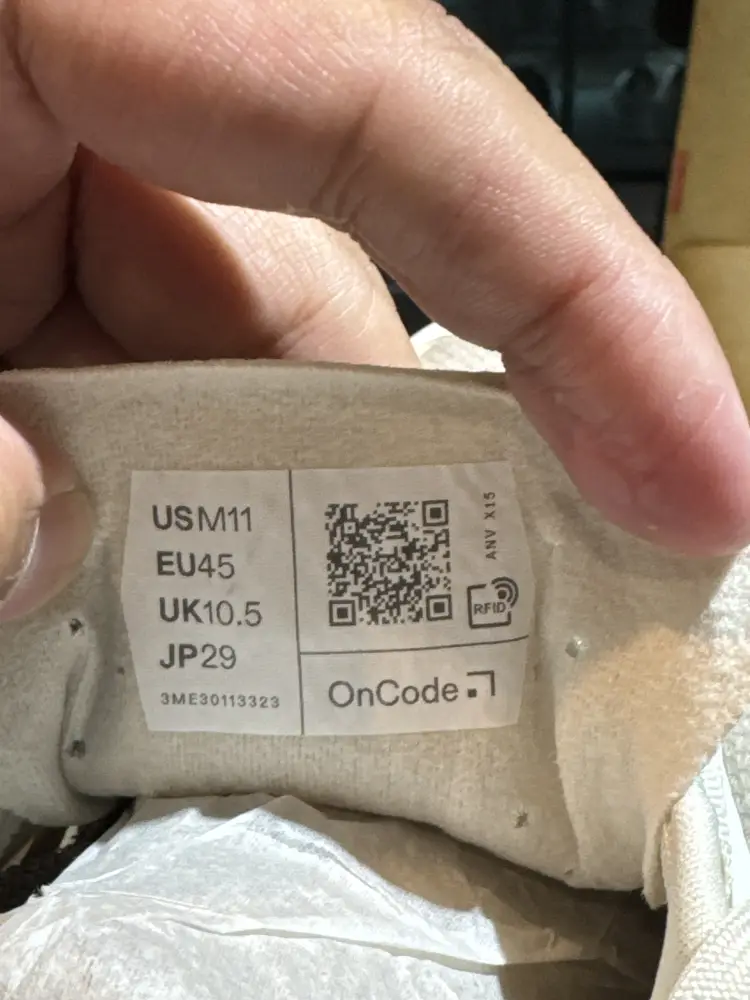 USM11
EU45
UK10.5
JP29
3ME30113323
ANV X15
RFID
OnCode